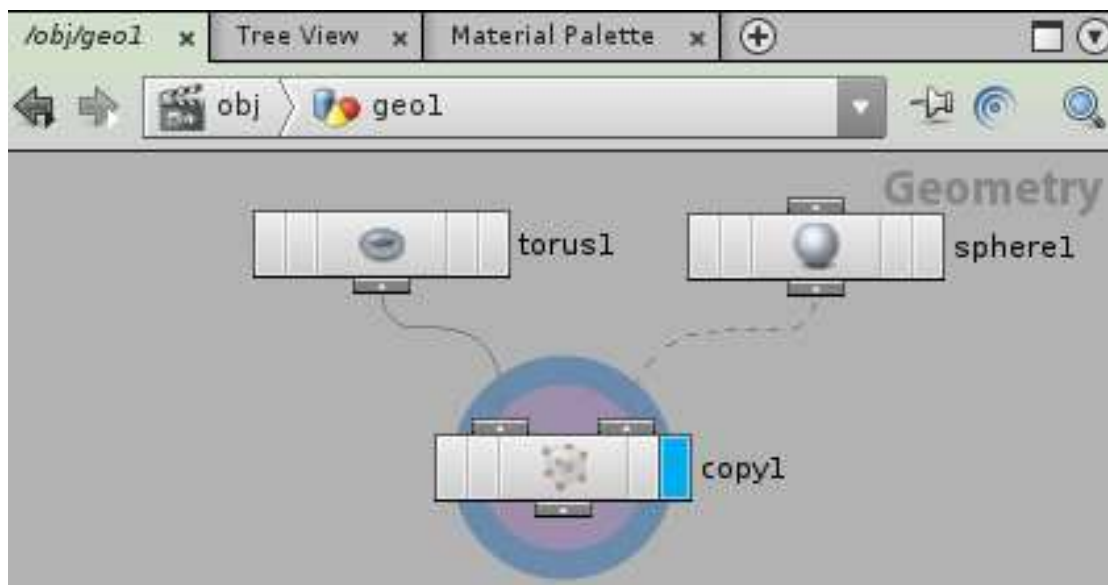 /obj/geo1 × Tree View × Material Palette ×
obj geo1
Geometry
torus1
sphere1
copy1